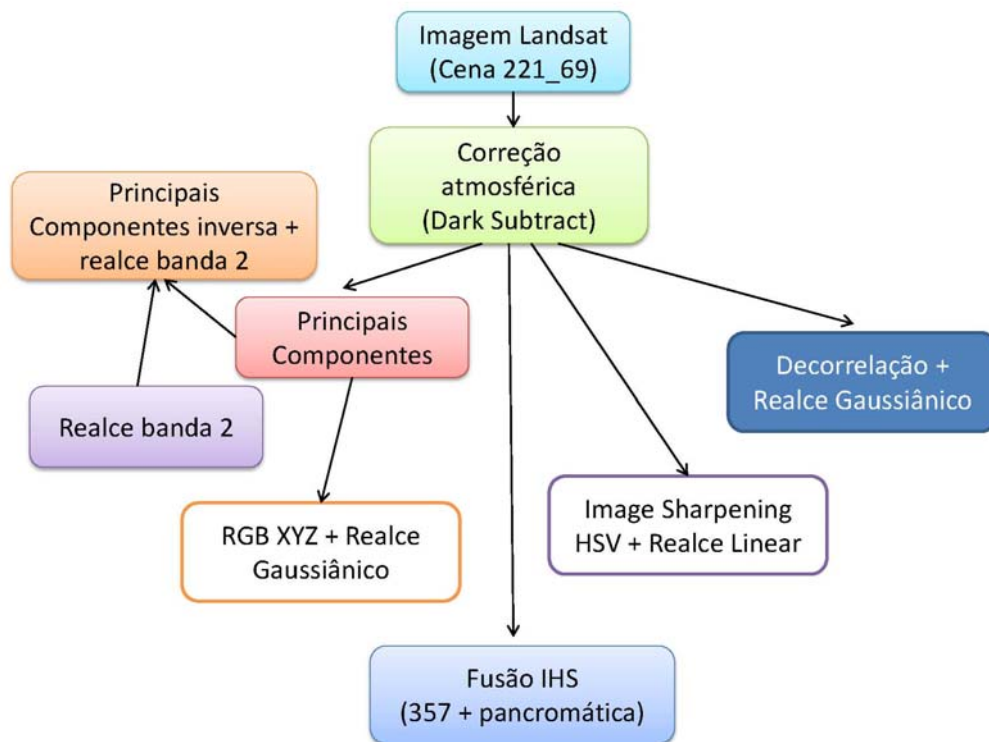 Imagem Landsat
(Cena 221_69)
Correção
atmosférica
(Dark Subtract)
Principais
Componentes inversa +
realce banda 2
Principais
Componentes
Realce banda 2
Decorrelação +
Realce Gaussiânico
RGB XYZ + Realce
Gaussiânico
Image Sharpening
HSV + Realce Linear
Fusão IHS
(357 + pancromática)